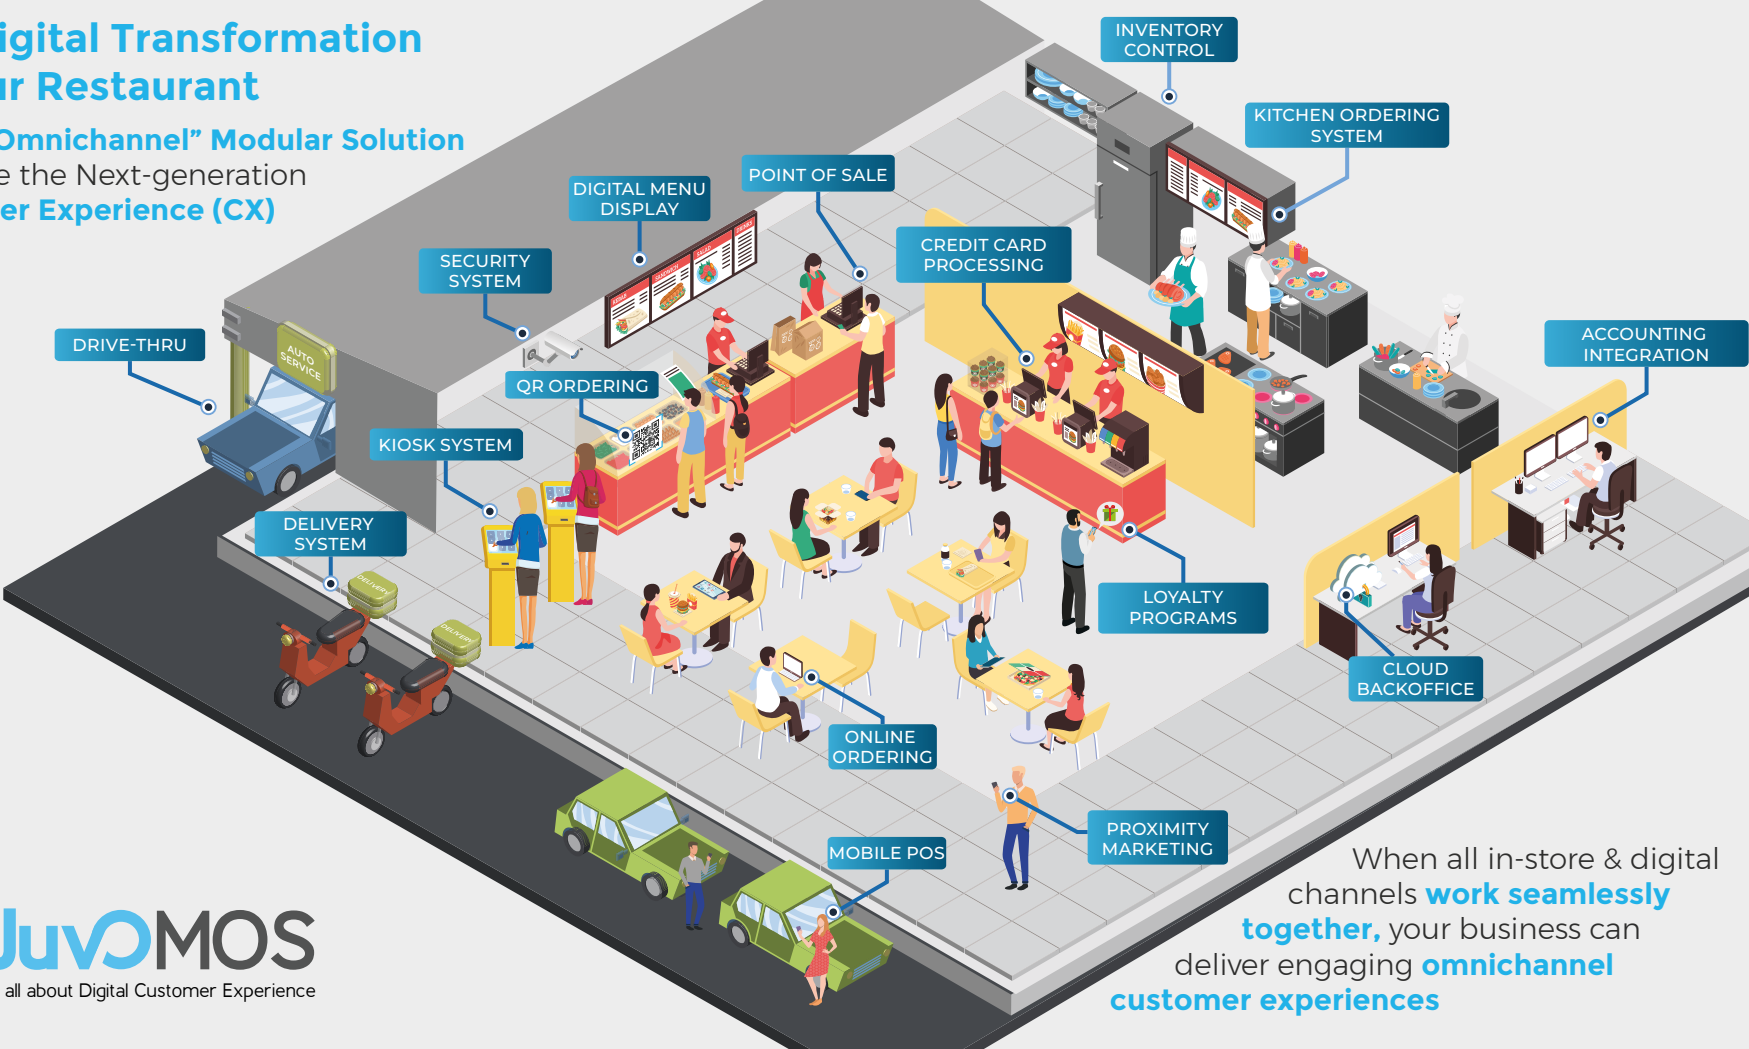 igital Transformation
ur Restaurant
Omnichannel” Modular Solution
e the Next-generation
er Experience (CX)
INVENTORY
CONTROL
KITCHEN ORDERING
SYSTEM
POINT OF SALE
DIGITAL MENU
DISPLAY
CREDIT CARD
PROCESSING
SECURITY
SYSTEM
DRIVE-THRU
AUTO
SERVICE
ACCOUNTING
INTEGRATION
QR ORDERING
KIOSK SYSTEM
DELIVERY
SYSTEM
DELIVERY
DELIVERY
LOYALTY
PROGRAMS
CLOUD
BACKOFFICE
ONLINE
ORDERING
PROXIMITY
MARKETING
MOBILE POS
When all in-store & digital
channels work seamlessly
together, your business can
deliver engaging omnichannel
customer experiences
JuvoMOS
all about Digital Customer Experience